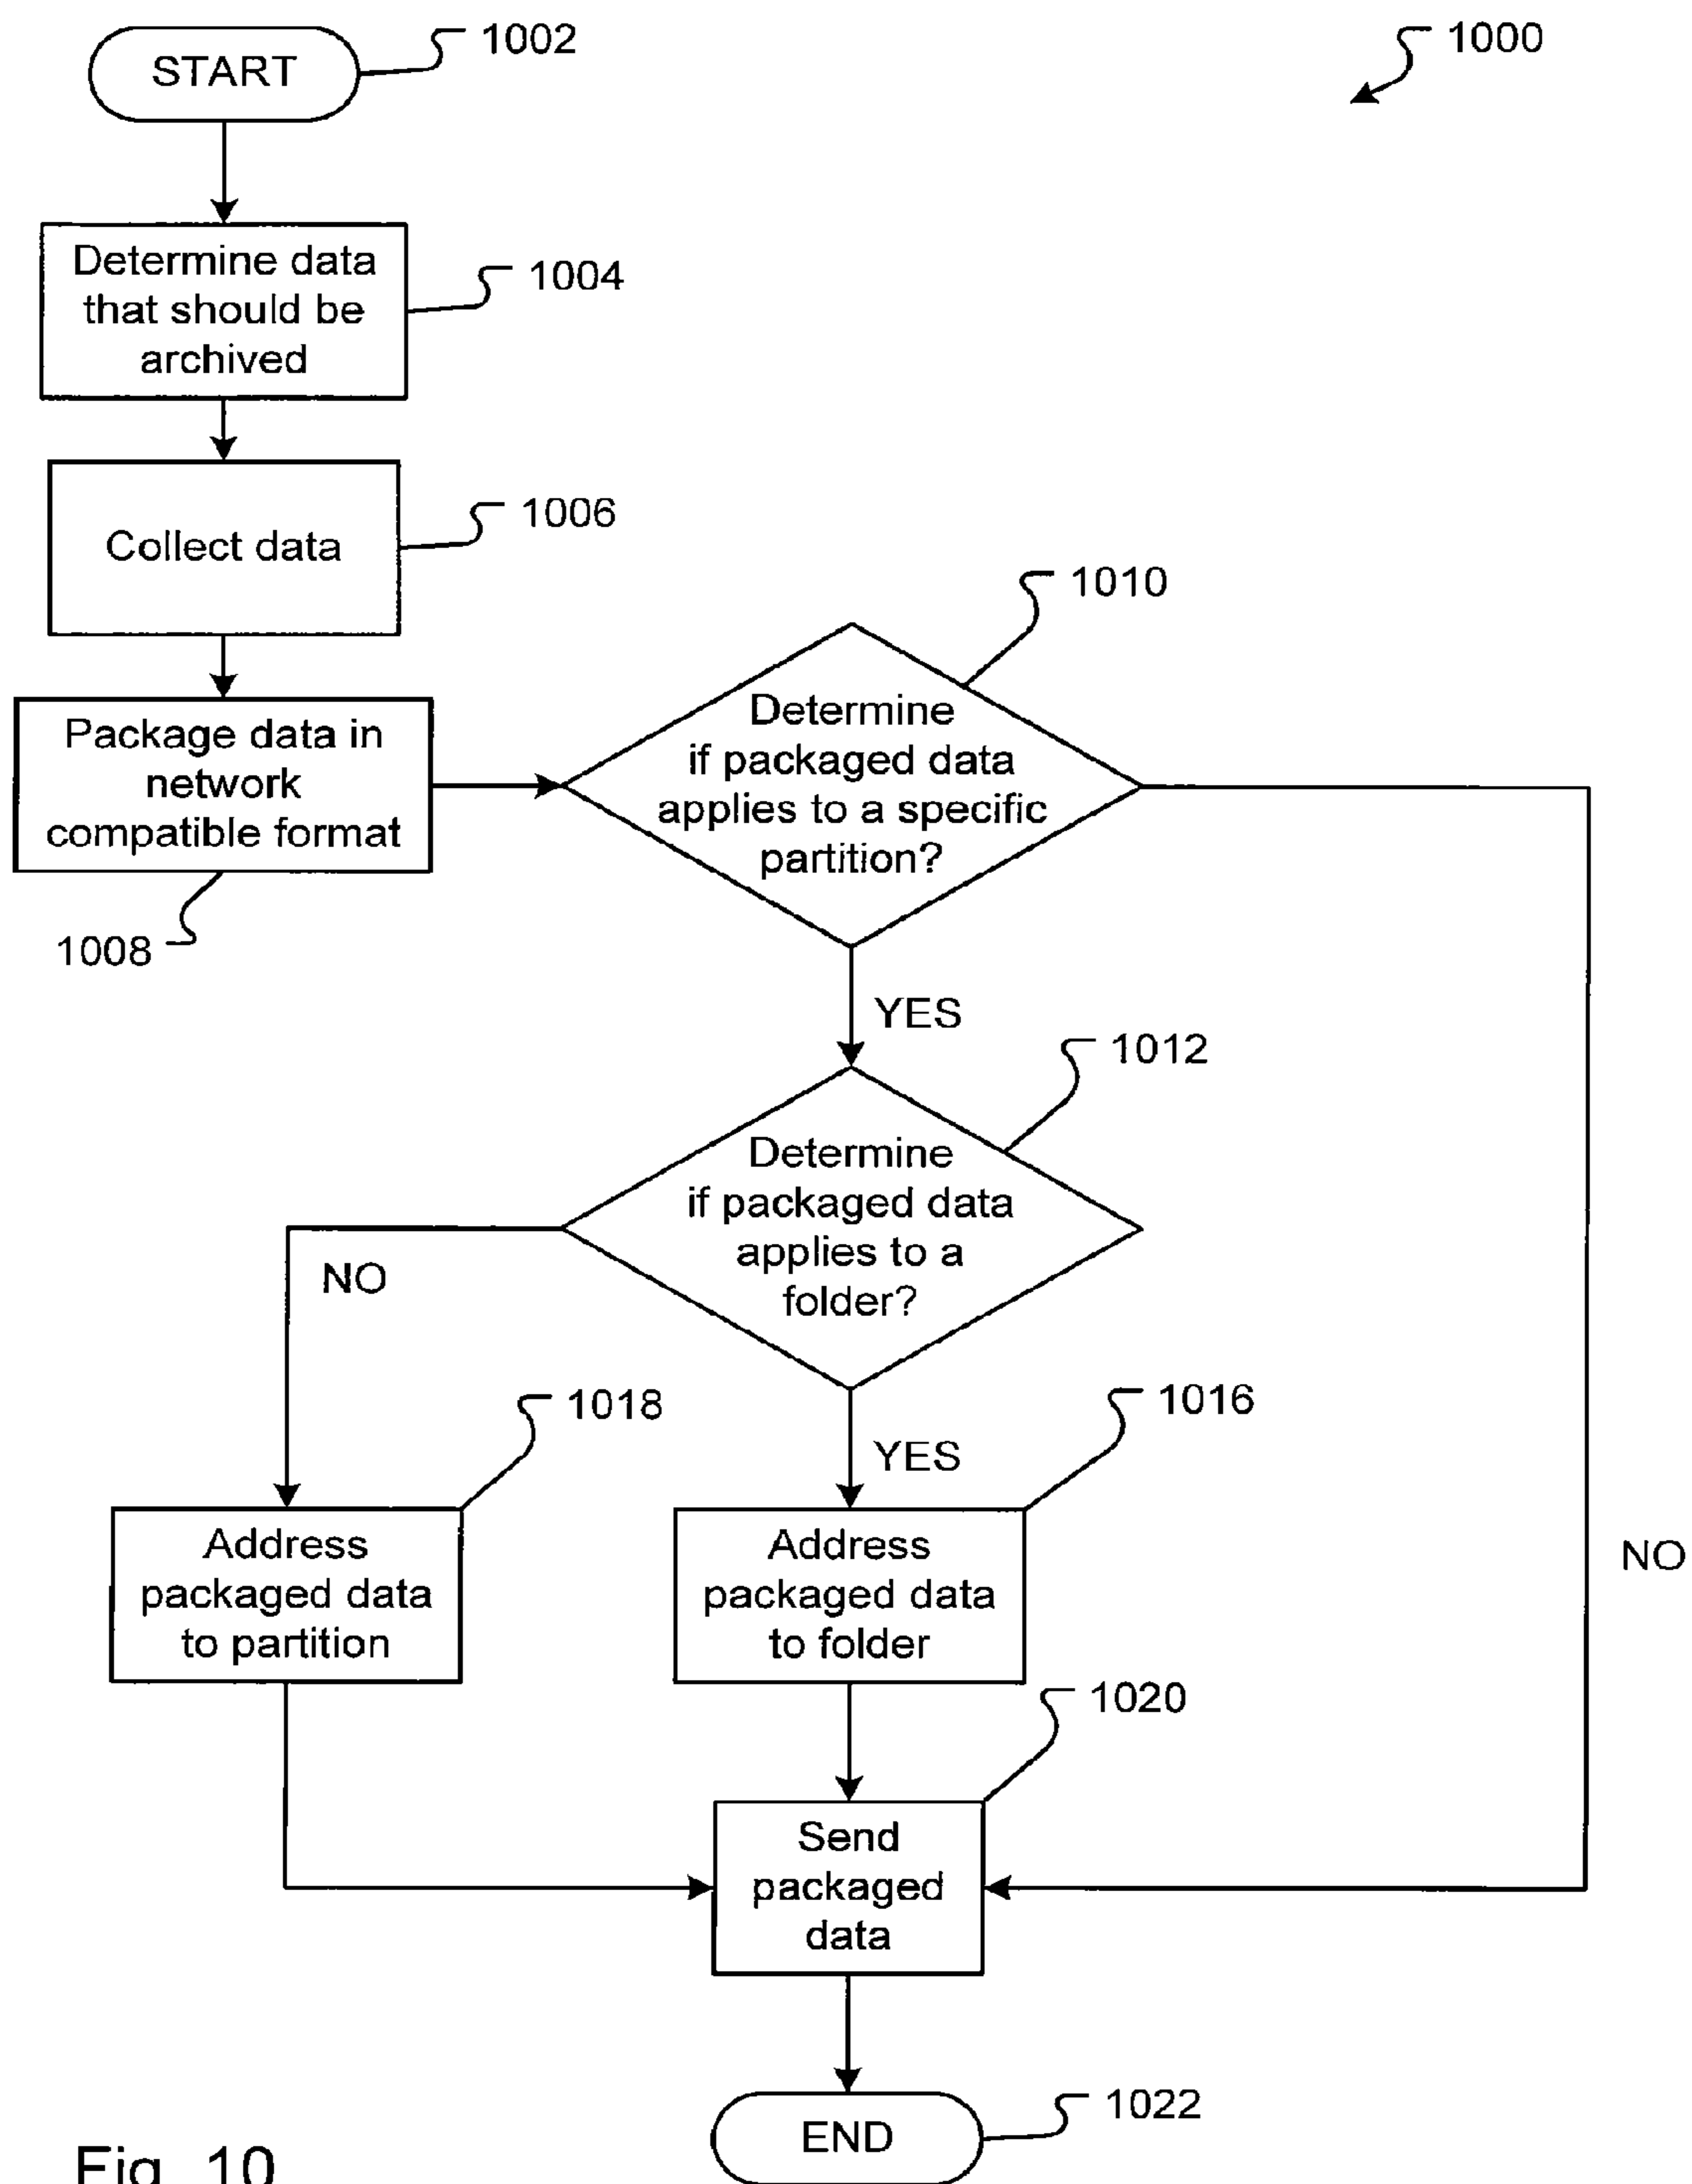 START
1002
1000
Determine data
that should be
archived
1004
Collect data
1006
Package data in
network
compatible format
1008
Determine
if packaged data
applies to a specific
partition?
1010
YES
Determine
if packaged data
applies to a
folder?
1012
NO
YES
NO
Address
packaged data
to partition
1018
Address
packaged data
to folder
1016
Send
packaged
data
1020
END
1022
Fig. 10